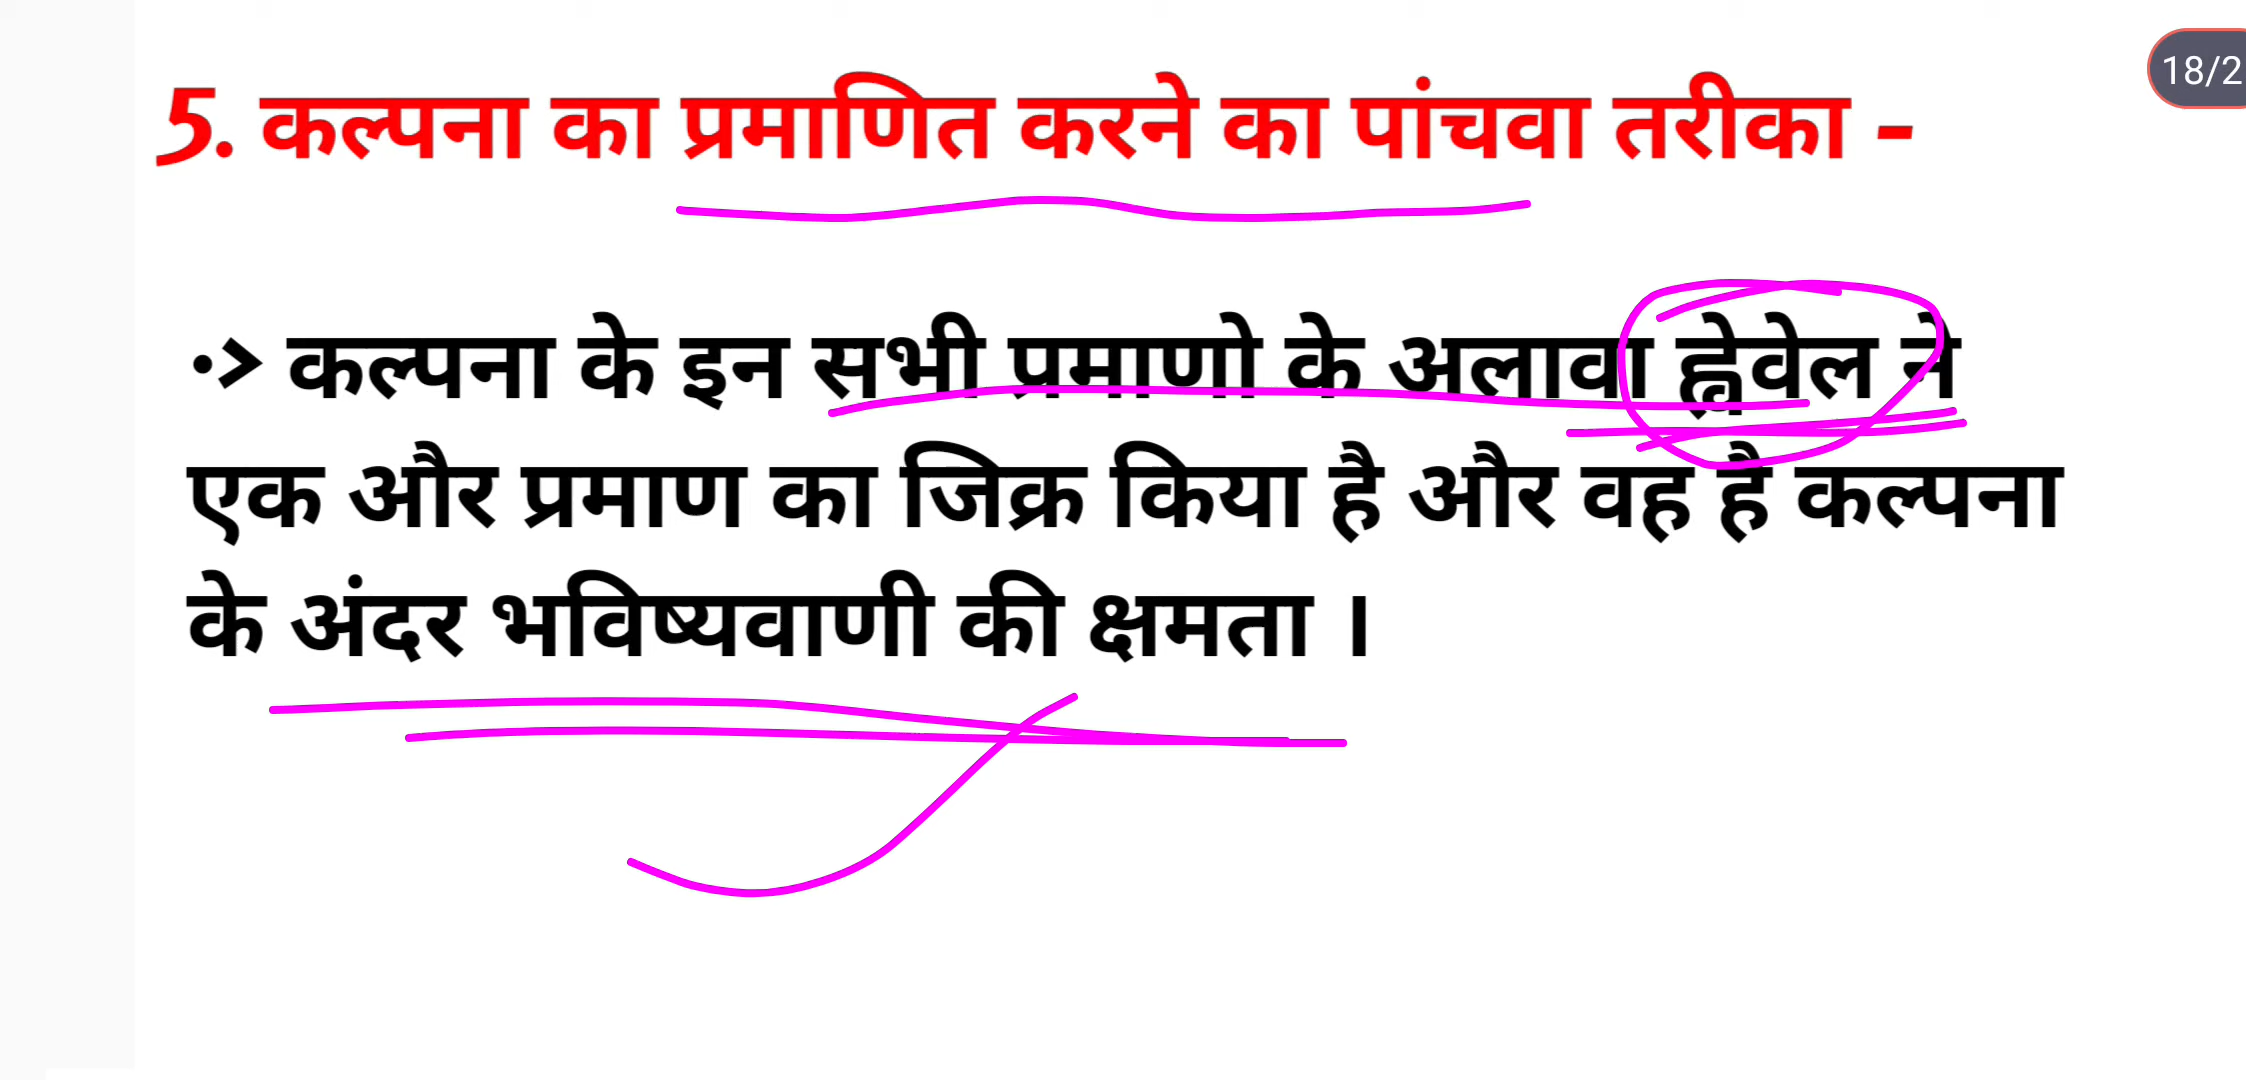 18/2
5. कल्पना का प्रमाणित करने का पांचवा तरीका -
·> कल्पना के इन सभी प्रमाणो के अलावा ह्वेवेल ने
एक और प्रमाण का जिक्र किया है और वह है कल्पना
के अंदर भविष्यवाणी की क्षमता ।